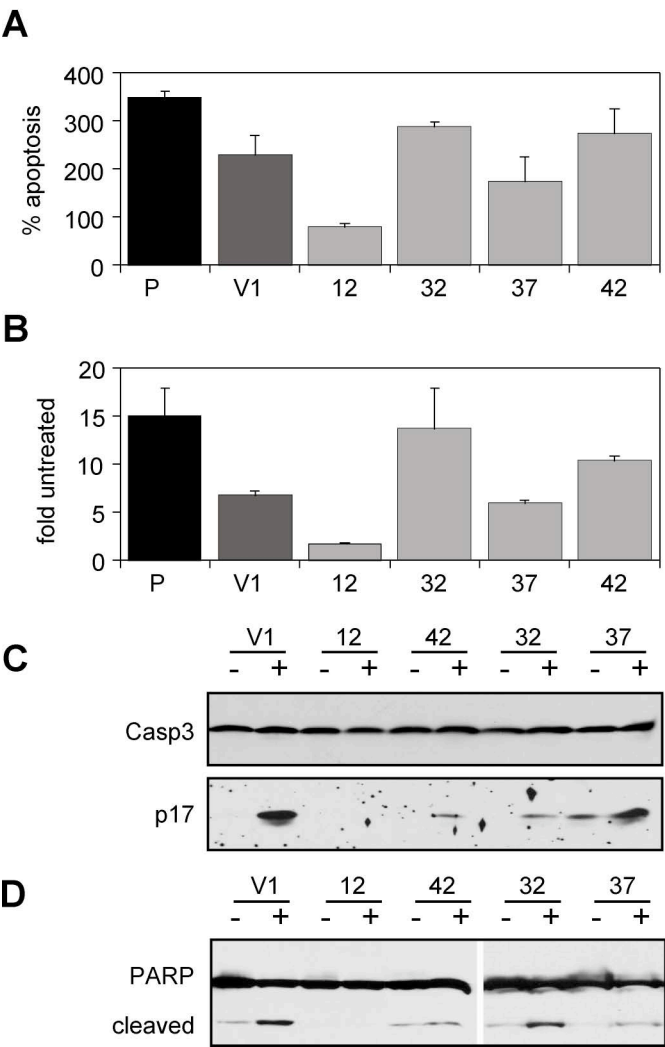 A
400
300
200
100
0
% apoptosis
P V1 12 32 37 42
B
20
15
10
5
0
fold untreated
P V1 12 32 37 42
C
V1 12 42 32 37
- + - + - + - + - +
Casp3
p17
D
V1 12 42 32 37
- + - + - + - + - +
PARP
cleaved